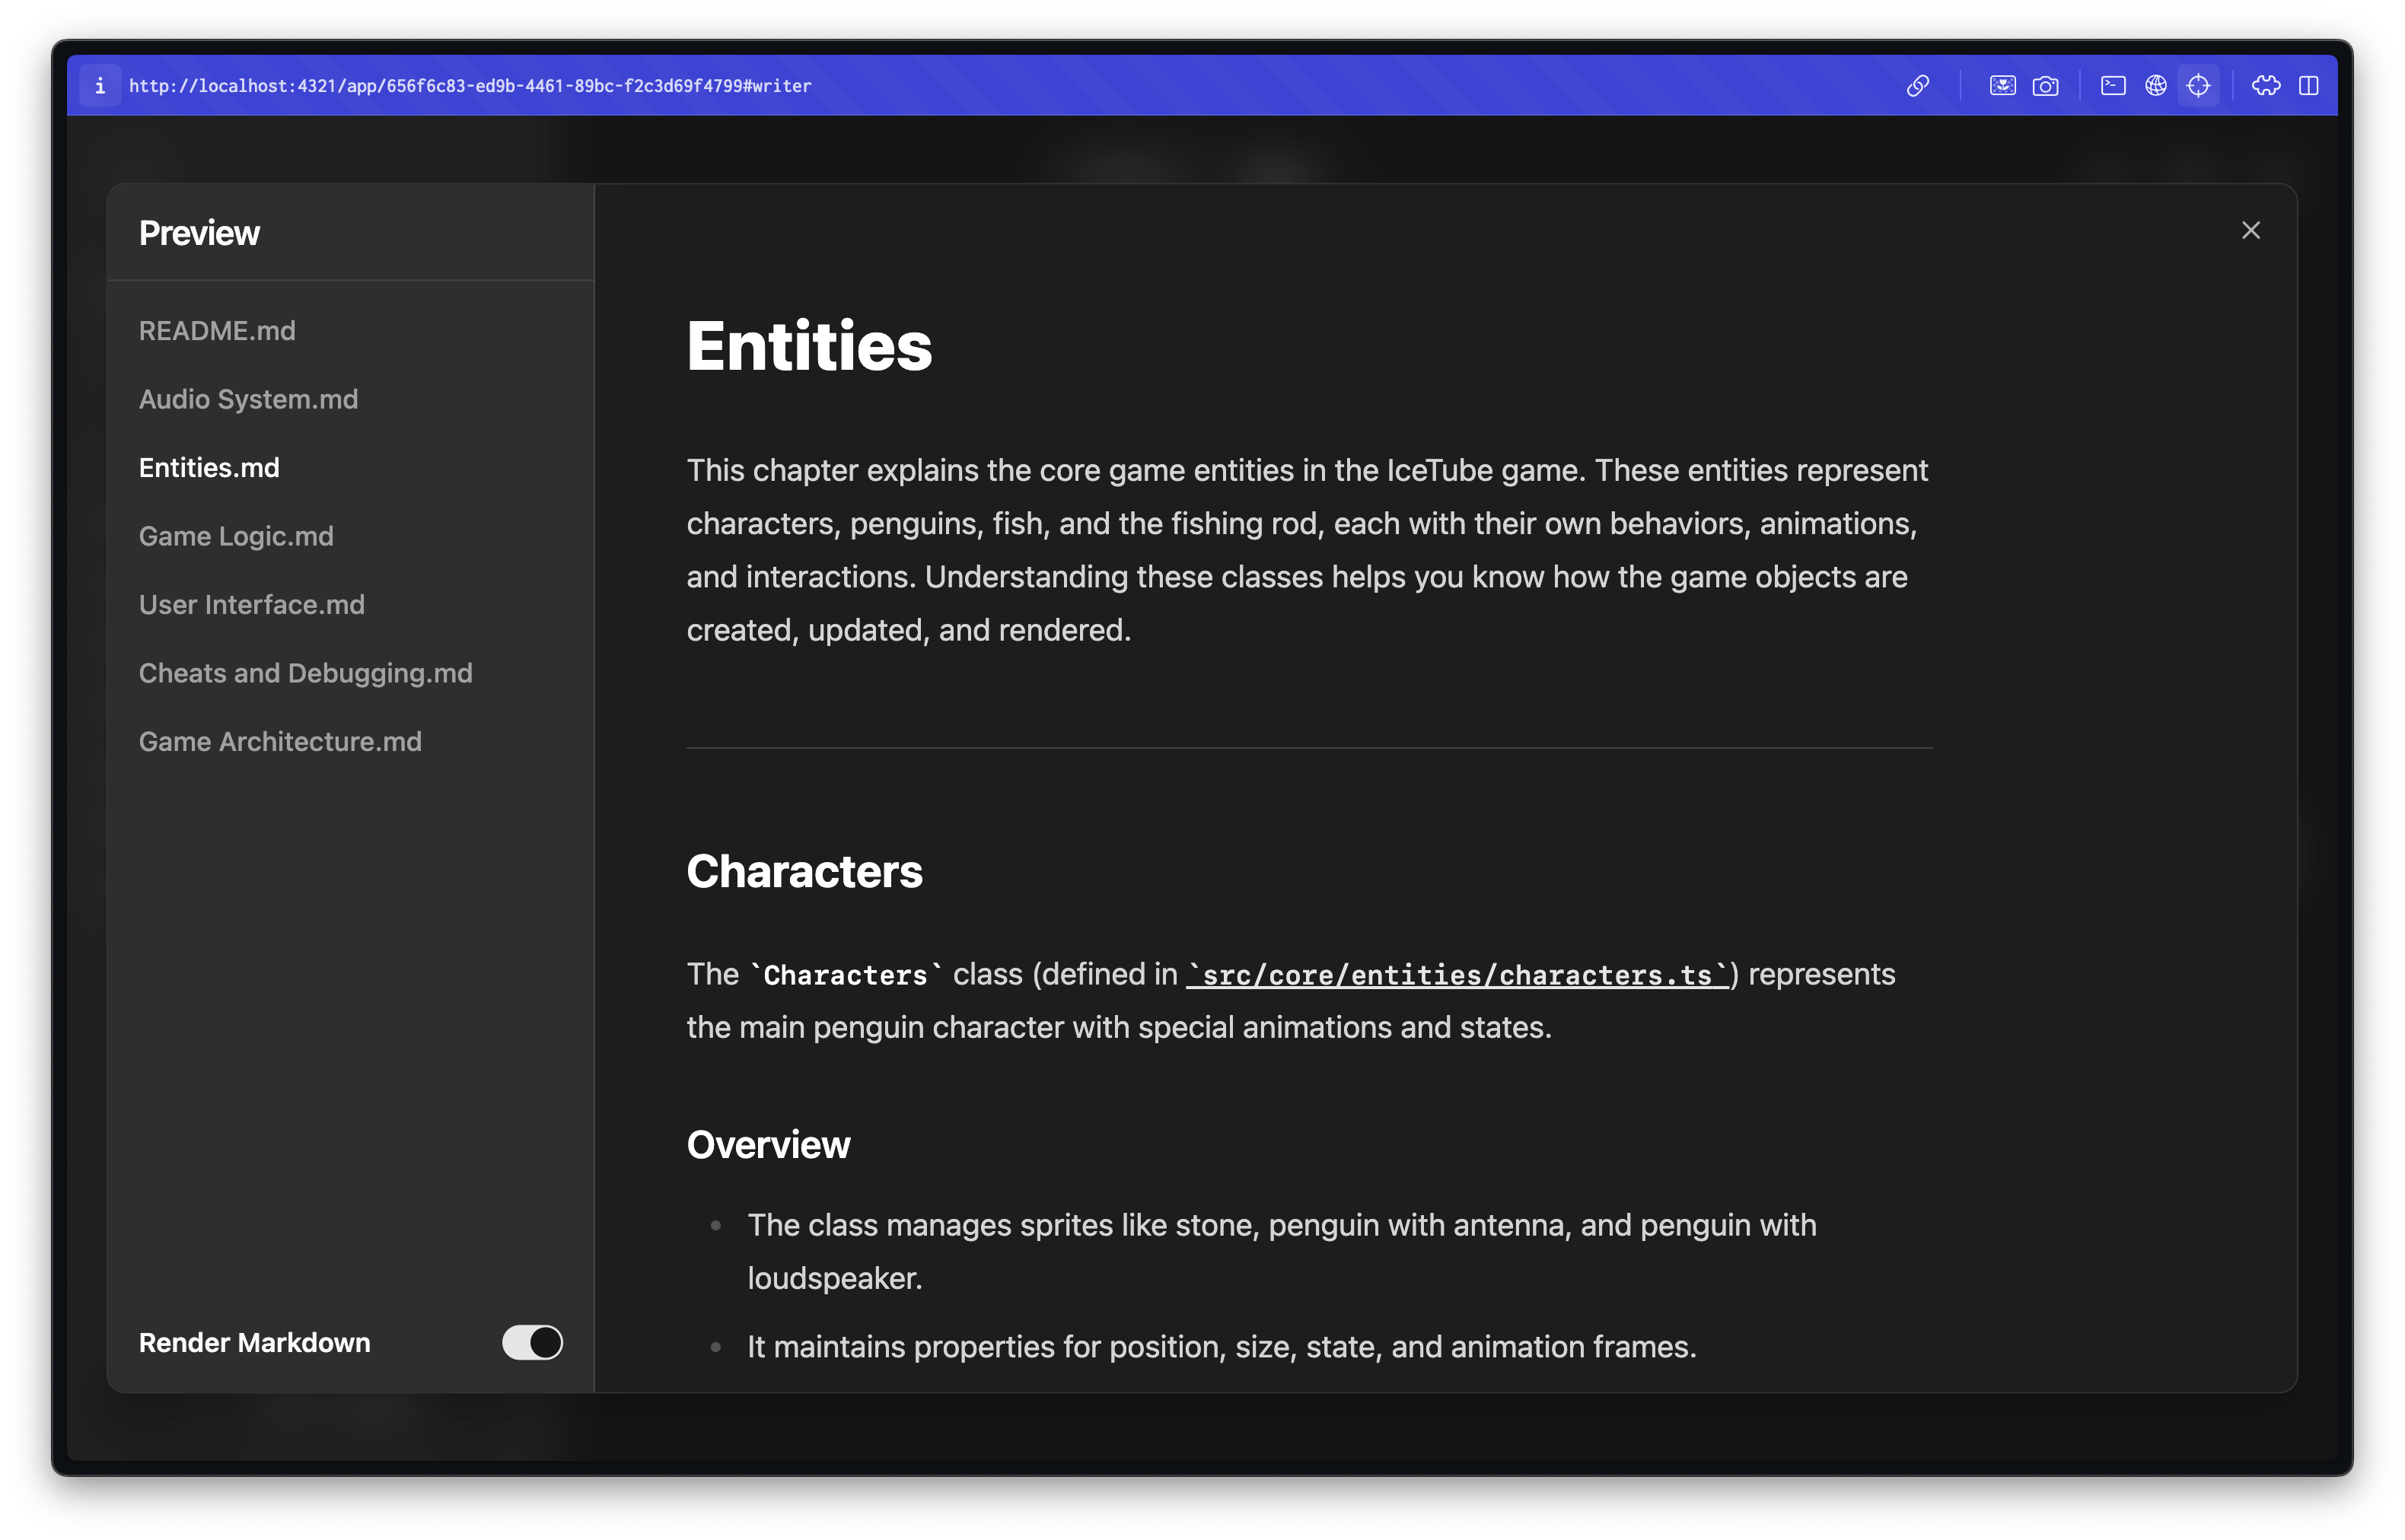 i http://localhost:4321/app/656f6c83-ed9b-4461-89bc-f2c3d69f4799#writer
Preview
README.md
Audio System.md
Entities.md
Game Logic.md
User Interface.md
Cheats and Debugging.md
Game Architecture.md
Render Markdown
Entities
This chapter explains the core game entities in the IceTube game. These entities represent
characters, penguins, fish, and the fishing rod, each with their own behaviors, animations,
and interactions. Understanding these classes helps you know how the game objects are
created, updated, and rendered.
Characters
The `Characters` class (defined in `src/core/entities/characters.ts`) represents
the main penguin character with special animations and states.
Overview
• The class manages sprites like stone, penguin with antenna, and penguin with
loudspeaker.
• It maintains properties for position, size, state, and animation frames.